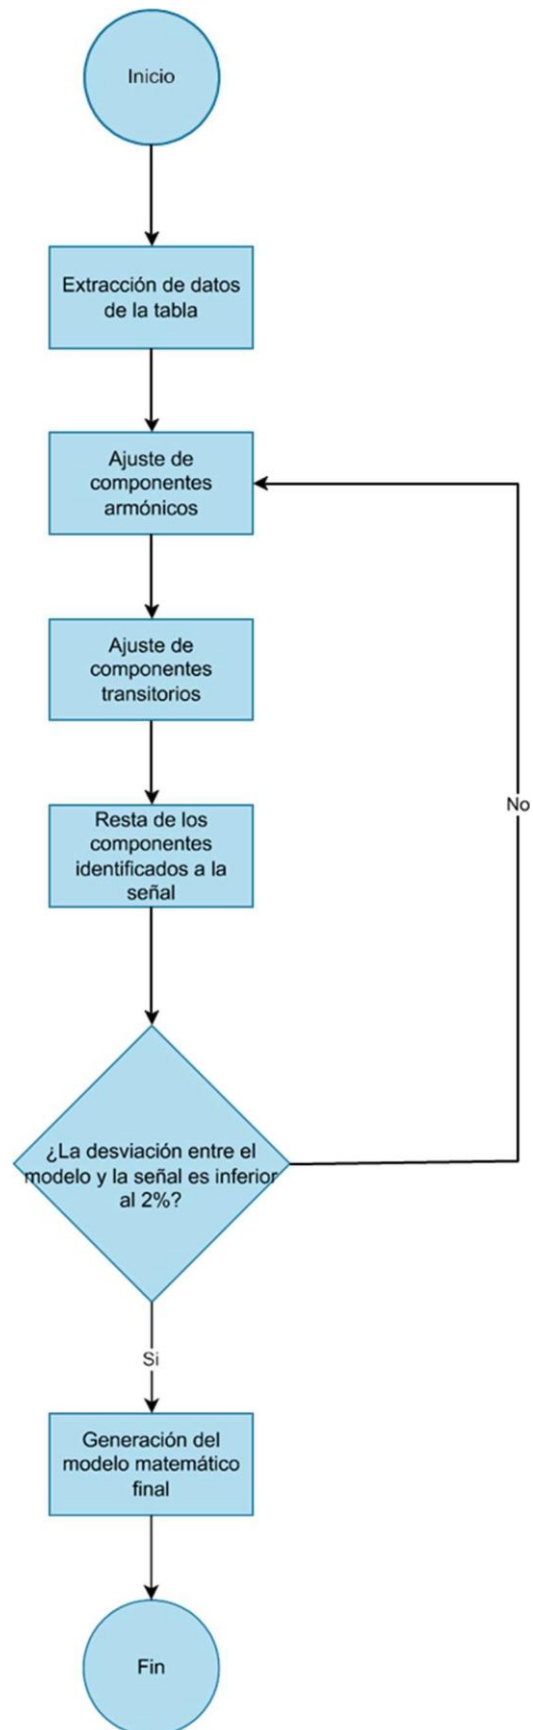 Inicio
Extracción de datos
de la tabla
Ajuste de
componentes
armónicos
Ajuste de
componentes
transitorios
Resta de los
componentes
identificados a la
señal
No
¿La desviación entre el
modelo y la señal es inferior
al 2%?
Si
Generación del
modelo matemático
final
Fin